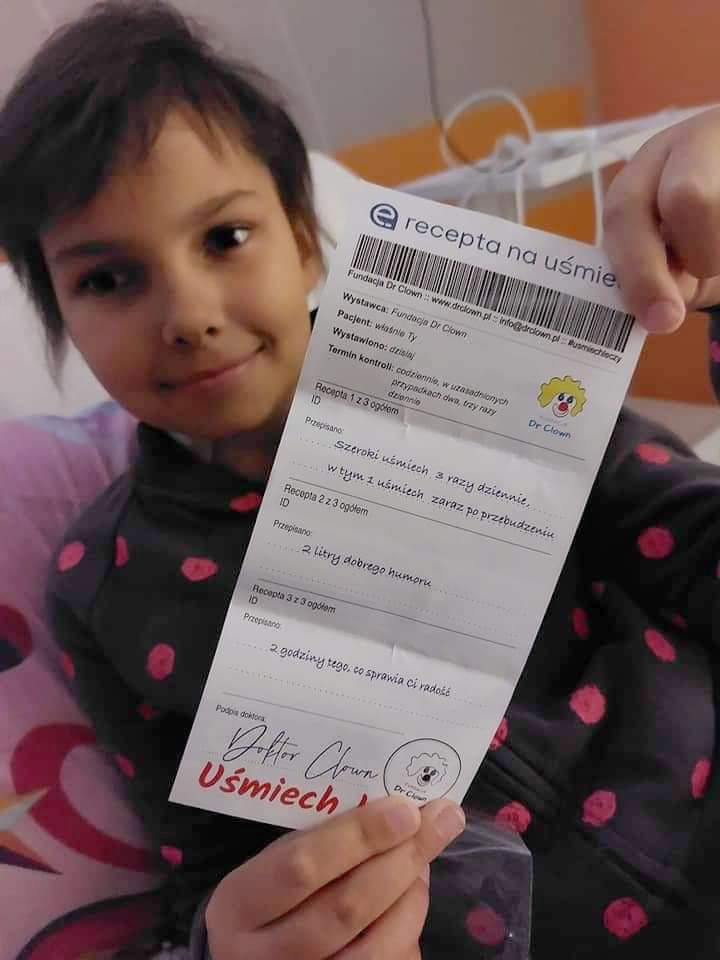 e recepta na uśmie
Fundacja Dr Clown :: www.drclown.pl :: info@drclown.pl :: #usmiechleczy
Wystawca: Fundacja Dr Clown
Pacjent: właśnie Ty
Wystawiono: dzisiaj
Termin kontroli: codziennie, w uzasadnionych
przypadkach dwa, trzy razy
dziennie
Dr Clown
Recepta 1 z 3 ogółem
ID
Przepisano:
Szeroki uśmiech 3 razy dziennie,
w tym 1 uśmiech zaraz po przebudzeniu
Recepta 2 z 3 ogółem
ID
Przepisano:
2 litry dobrego humoru
Recepta 3 z 3 ogółem
ID
Przepisano:
2 godziny tego, co sprawia Ci radość
Podpis doktora:
Doktor Clown
Dr Clown
Uśmiech